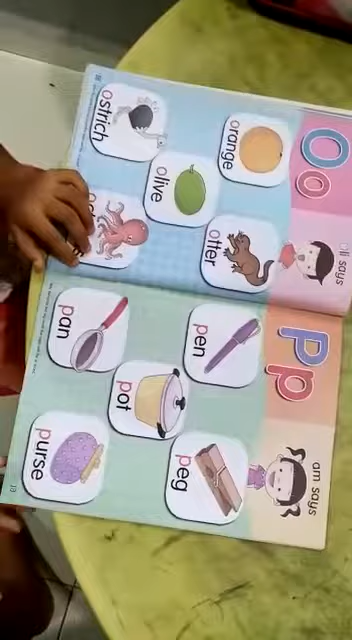 Oo
says
orange
otter
olive
ostrich
Pp
am says
pen
peg
pot
pan
purse